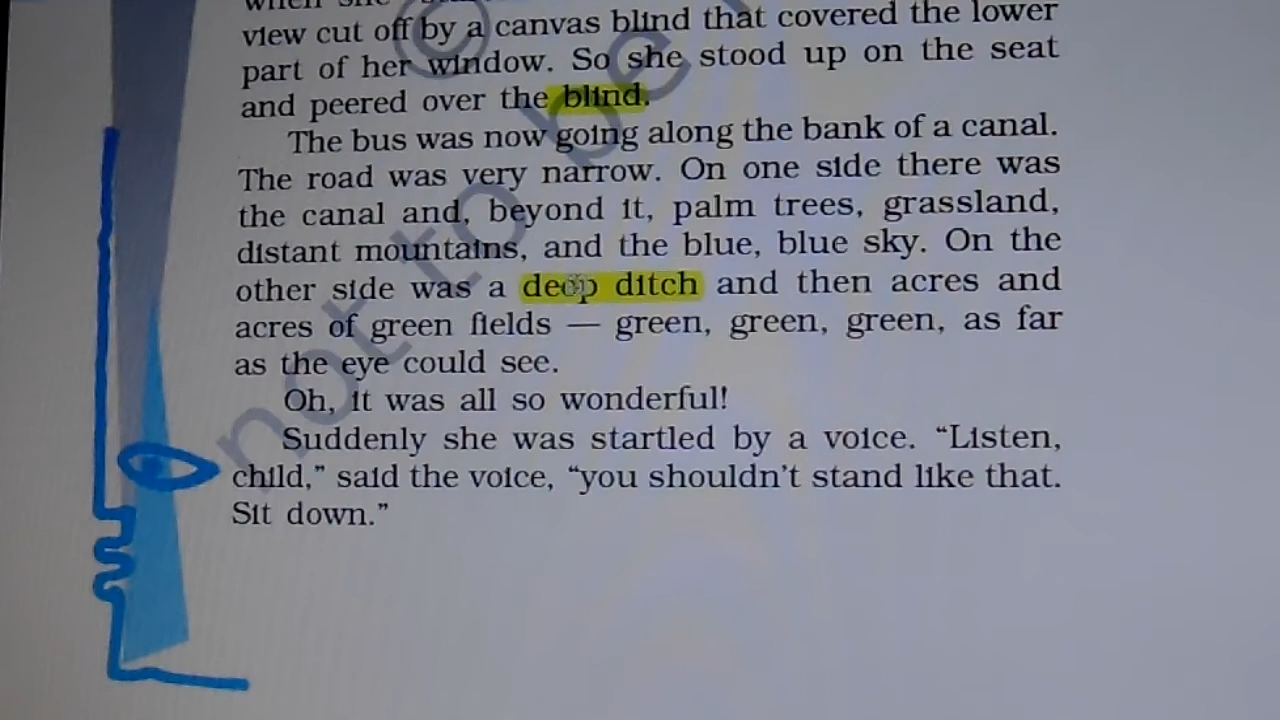 when she
view cut off by a canvas blind that covered the lower
part of her window. So she stood up on the seat
and peered over the blind.
The bus was now going along the bank of a canal.
The road was very narrow. On one side there was
the canal and, beyond it, palm trees, grassland,
distant mountains, and the blue, blue sky. On the
other side was a deep ditch and then acres and
acres of green fields — green, green, green, as far
as the eye could see.
Oh, it was all so wonderful!
Suddenly she was startled by a voice. “Listen,
child,” said the voice, “you shouldn’t stand like that.
Sit down.”
©
not to be